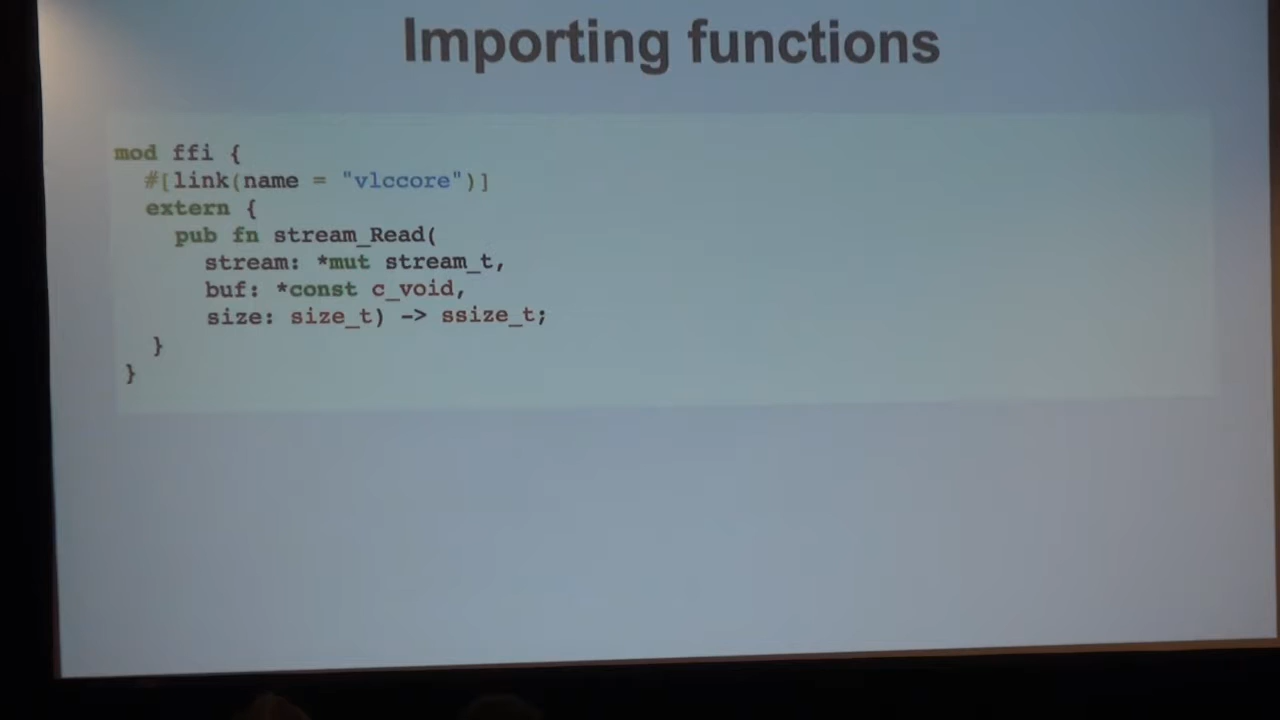 Importing functions
mod ffi {
#[link(name = "vlccore")]
extern {
pub fn stream_Read(
stream: *mut stream_t,
buf: *const c_void,
size: size_t) -> ssize_t;
}
}